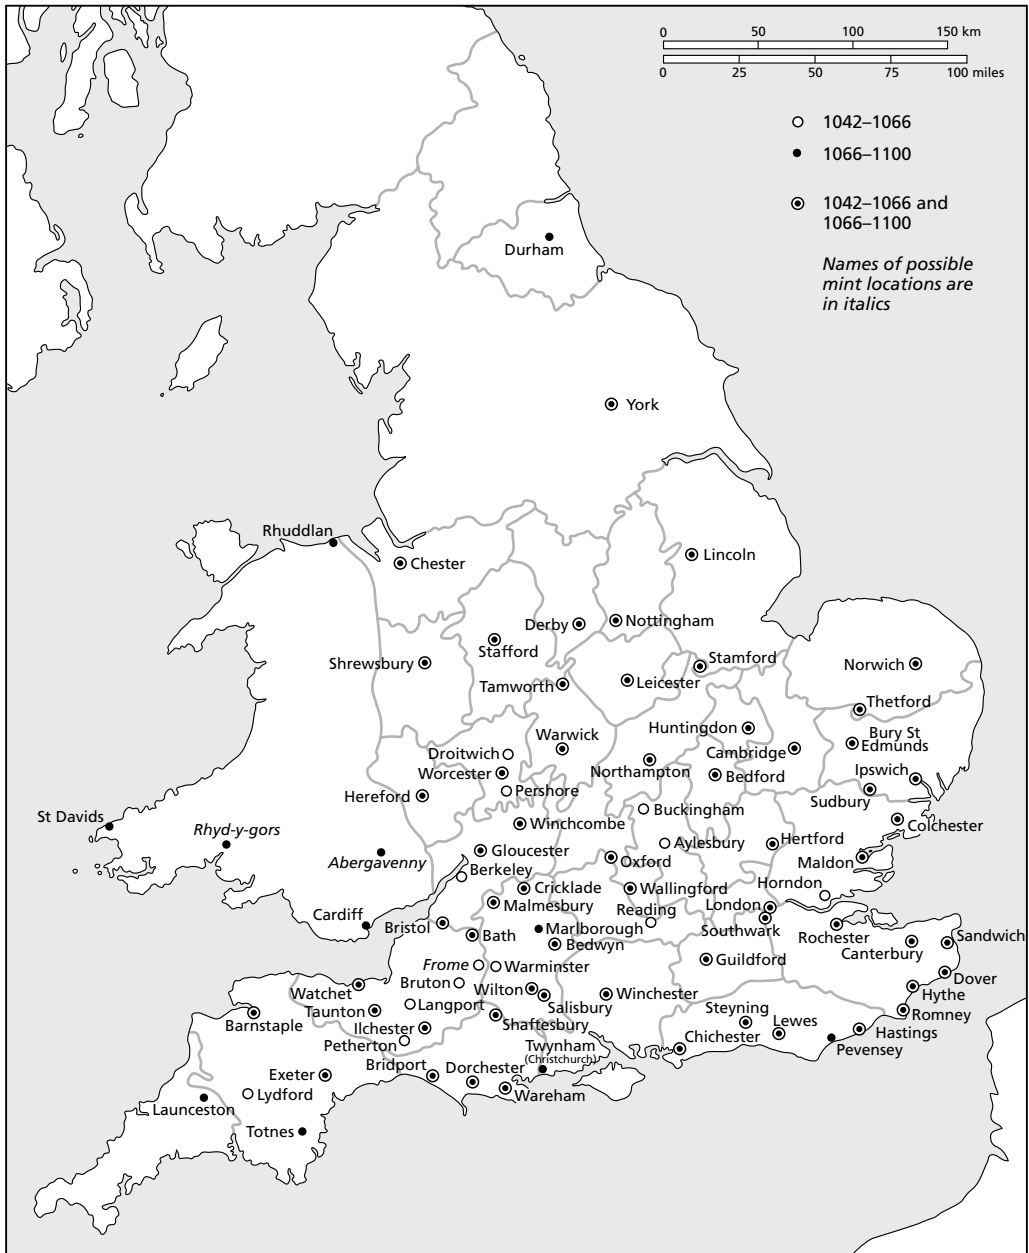 0 50 100 150 km
0 25 50 75 100 miles
1042–1066
1066–1100
1042–1066 and
1066–1100
Names of possible
mint locations are
in italics
Durham
York
Rhuddlan
Chester
Lincoln
Derby
Nottingham
Stafford
Shrewsbury
Stamford
Norwich
Tamworth
Leicester
Thetford
Huntingdon
Warwick
Bury St
Edmunds
Cambridge
Droitwich
Worcester
Northampton
Bedford
Ipswich
Pershore
Hereford
Buckingham
Sudbury
St Davids
Rhyd-y-gors
Winchcombe
Colchester
Abergavenny
Gloucester
Aylesbury
Hertford
Oxford
Maldon
Berkeley
Cricklade
Wallingford
Horndon
Malmesbury
Reading
London
Cardiff
Bristol
Bath
Marlborough
Bedwyn
Southwark
Rochester
Canterbury
Sandwich
Guildford
Frome
Warminster
Bruton
Dover
Watchet
Wilton
Salisbury
Winchester
Hythe
Taunton
Langport
Romney
Barnstaple
Ilchester
Shaftesbury
Steyning
Lewes
Hastings
Petherton
Twynham
(Christchurch)
Chichester
Pevensey
Bridport
Dorchester
Exeter
Lydford
Wareham
Launceston
Totnes